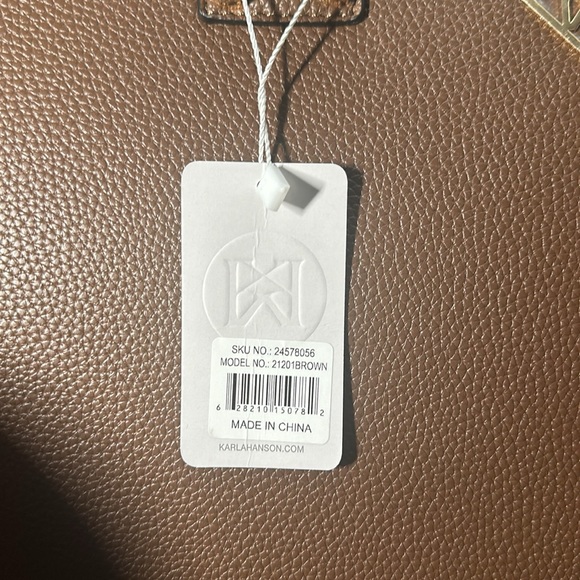 SKU NO.: 24578056
MODEL NO.: 21201BROWN
6 28210 15078 2
MADE IN CHINA
KARLAHANSON.COM